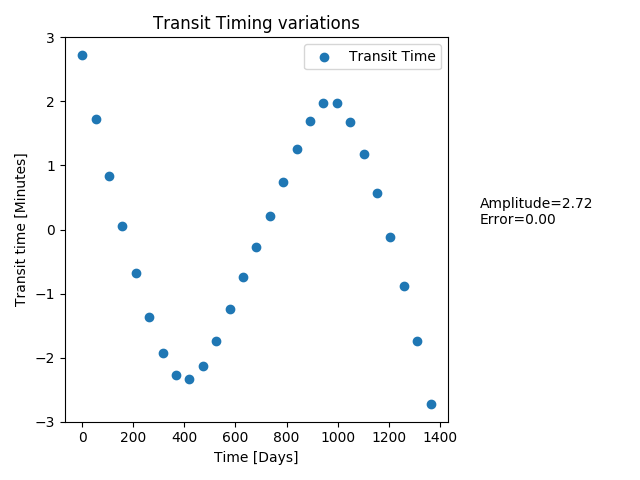 Transit Timing variations
Transit Time
3
2
1
0
−1
−2
−3
Transit time [Minutes]
0 200 400 600 800 1000 1200 1400
Time [Days]
Amplitude=2.72
Error=0.00